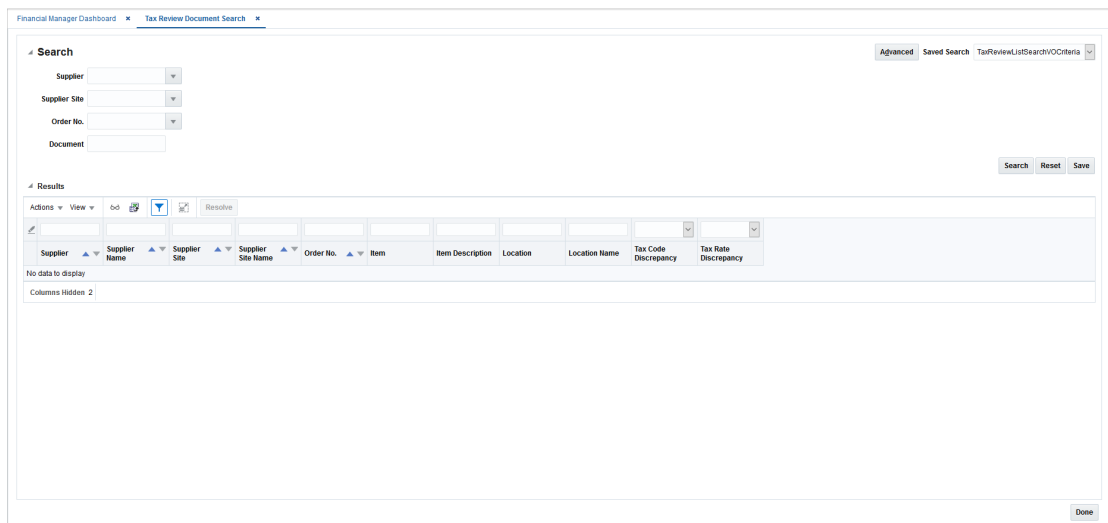 Financial Manager Dashboard × Tax Review Document Search ×
Search
Advanced Saved Search TaxReviewListSearchVOCriteria
Supplier
Supplier Site
Order No.
Document
Search Reset Save
Results
Actions View Resolve
Supplier Supplier Name Supplier Site Supplier Site Name Order No. Item Item Description Location Location Name Tax Code Discrepancy Tax Rate Discrepancy
No data to display
Columns Hidden 2
Done